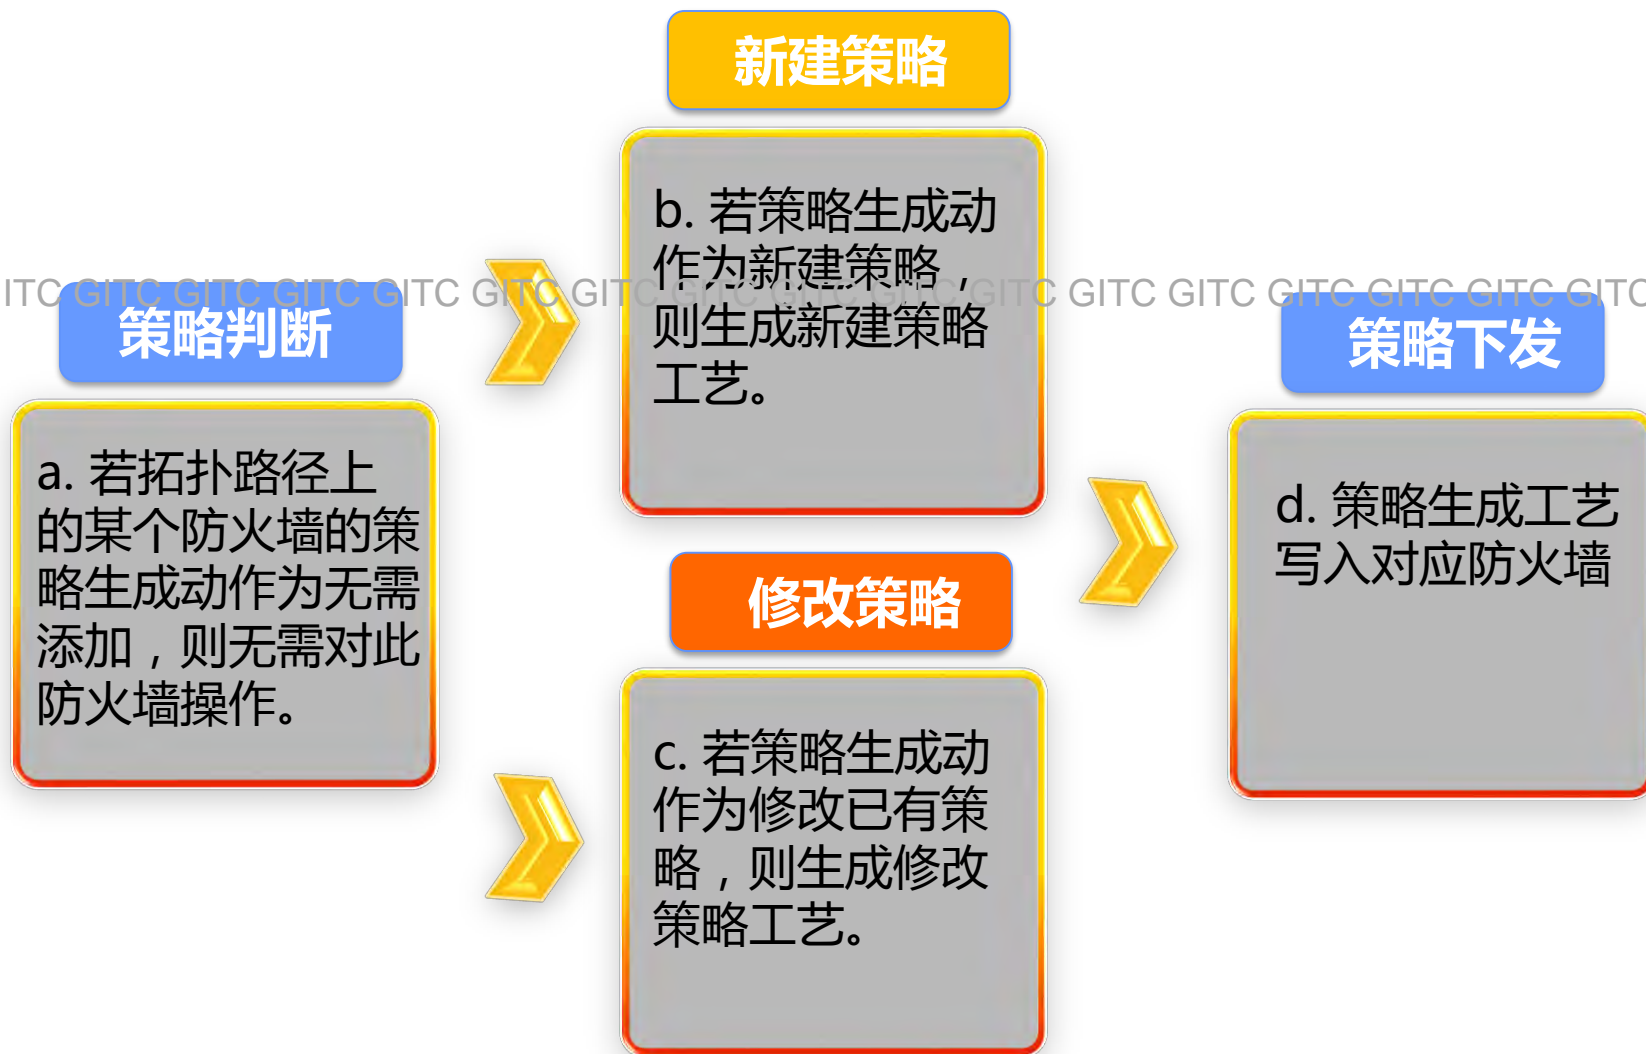 新建策略
b. 若策略生成动
作为新建策略，
则生成新建策略
工艺。
ITC GITC GITC GITC GITC GITC GITC GITC GITC GITC GITC GITC GITC GITC GITC GITC GITC
策略判断
a. 若拓扑路径上
的某个防火墙的策
略生成动作为无需
添加，则无需对此
防火墙操作。
修改策略
c. 若策略生成动
作为修改已有策
略，则生成修改
策略工艺。
策略下发
d. 策略生成工艺
写入对应防火墙